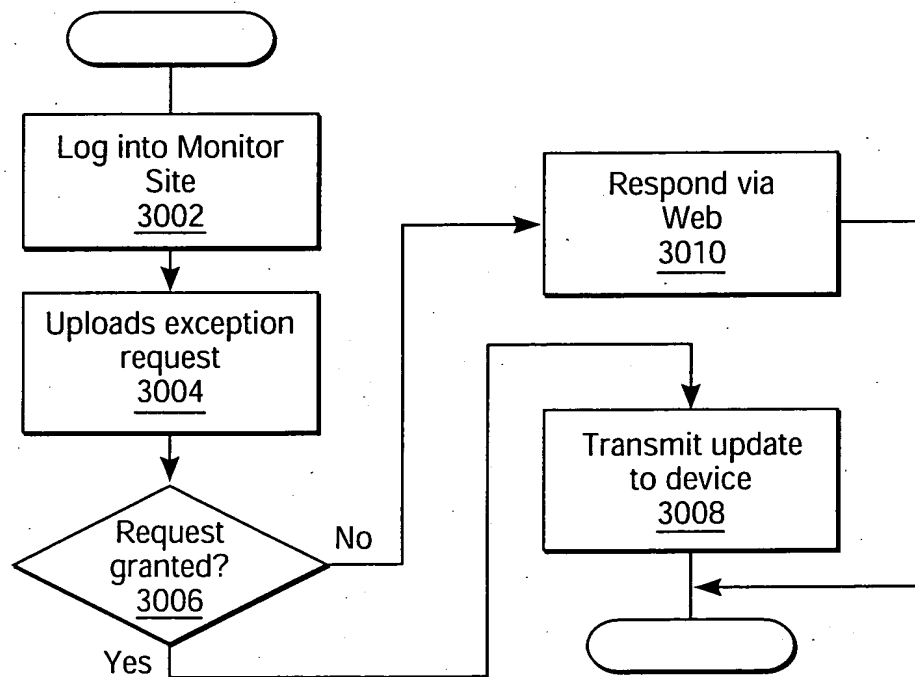 Log into Monitor
Site
3002
Uploads exception
request
3004
Request
granted?
3006
No
Yes
Respond via
Web
3010
Transmit update
to device
3008